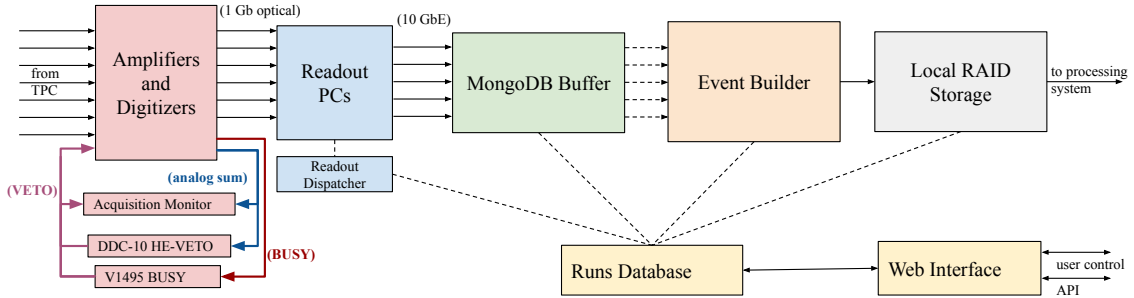 (1 Gb optical)
(10 GbE)
from
TPC
Amplifiers
and
Digitizers
Readout
PCs
MongoDB Buffer
Event Builder
Local RAID
Storage
to processing
system
Readout
Dispatcher
(VETO)
(analog sum)
Acquisition Monitor
DDC-10 HE-VETO
(BUSY)
V1495 BUSY
Runs Database
Web Interface
user control
API